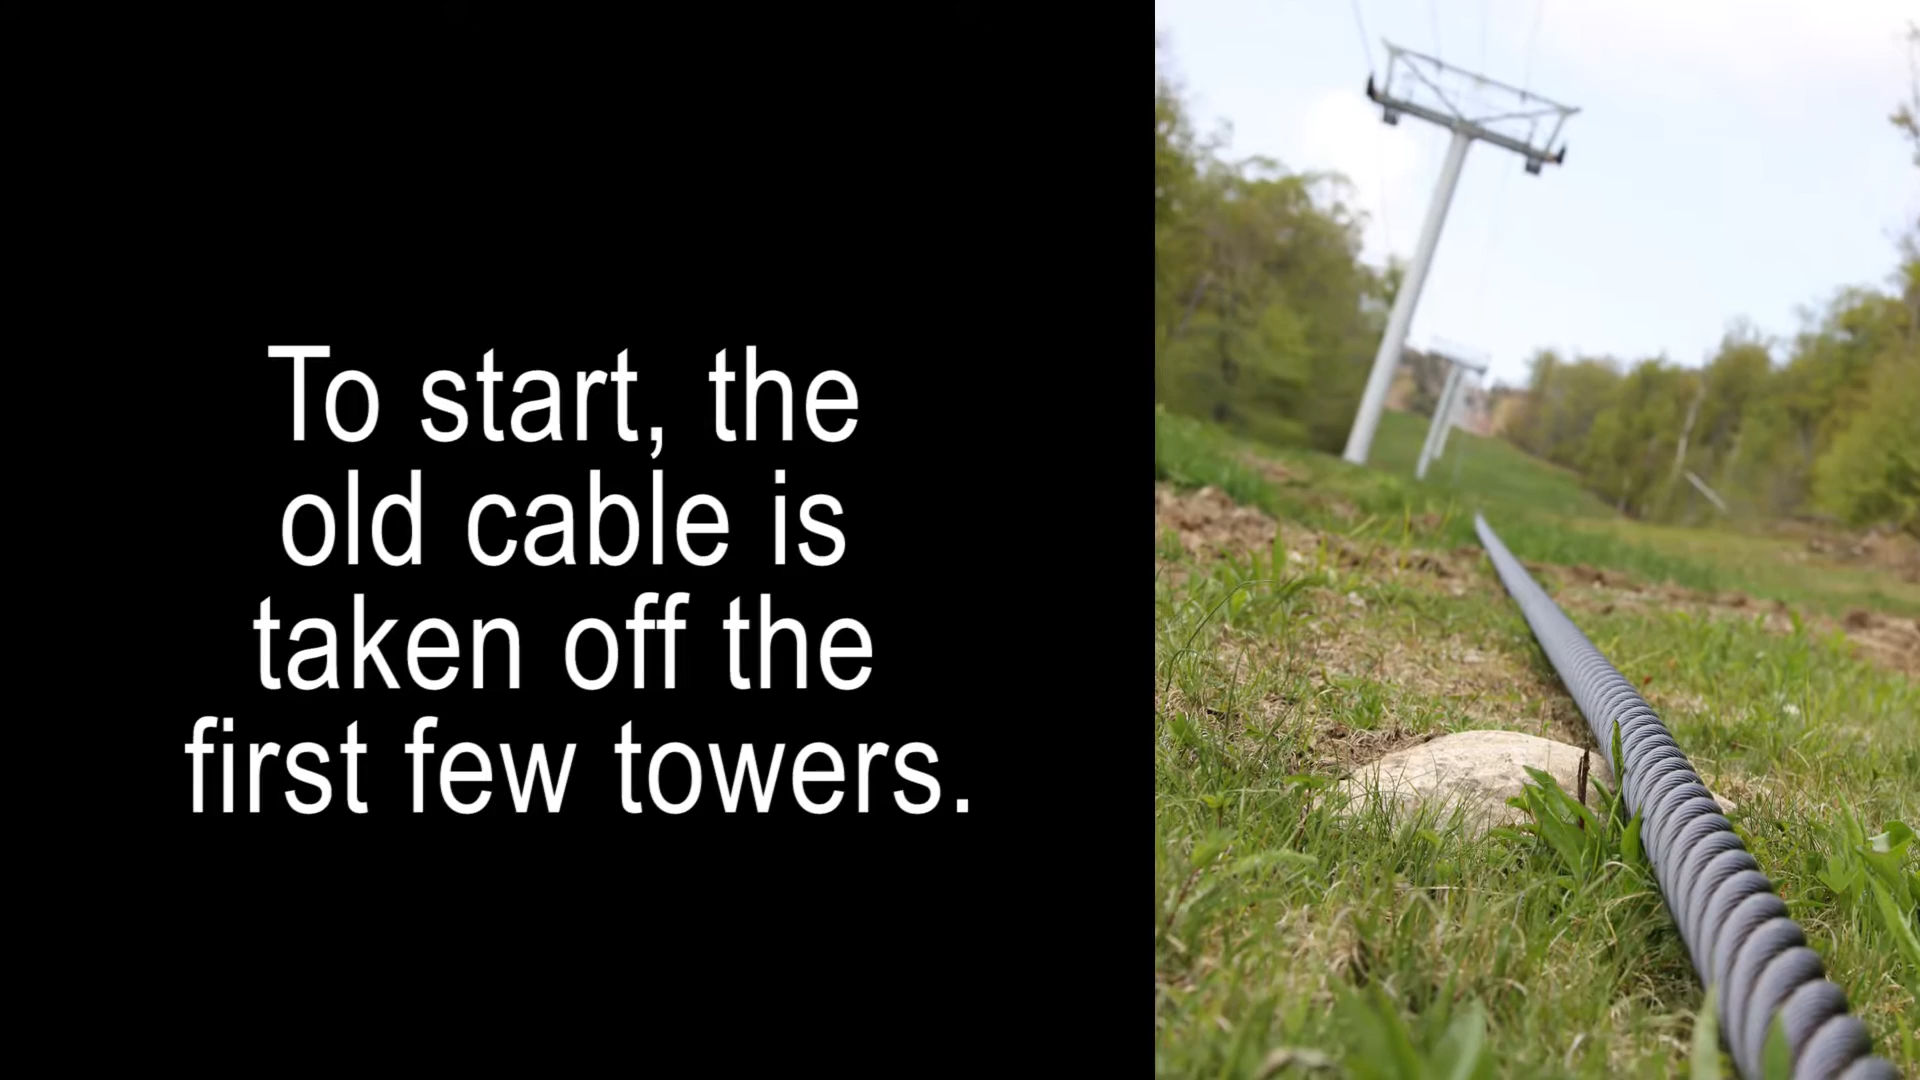 To start, the
old cable is
taken off the
first few towers.